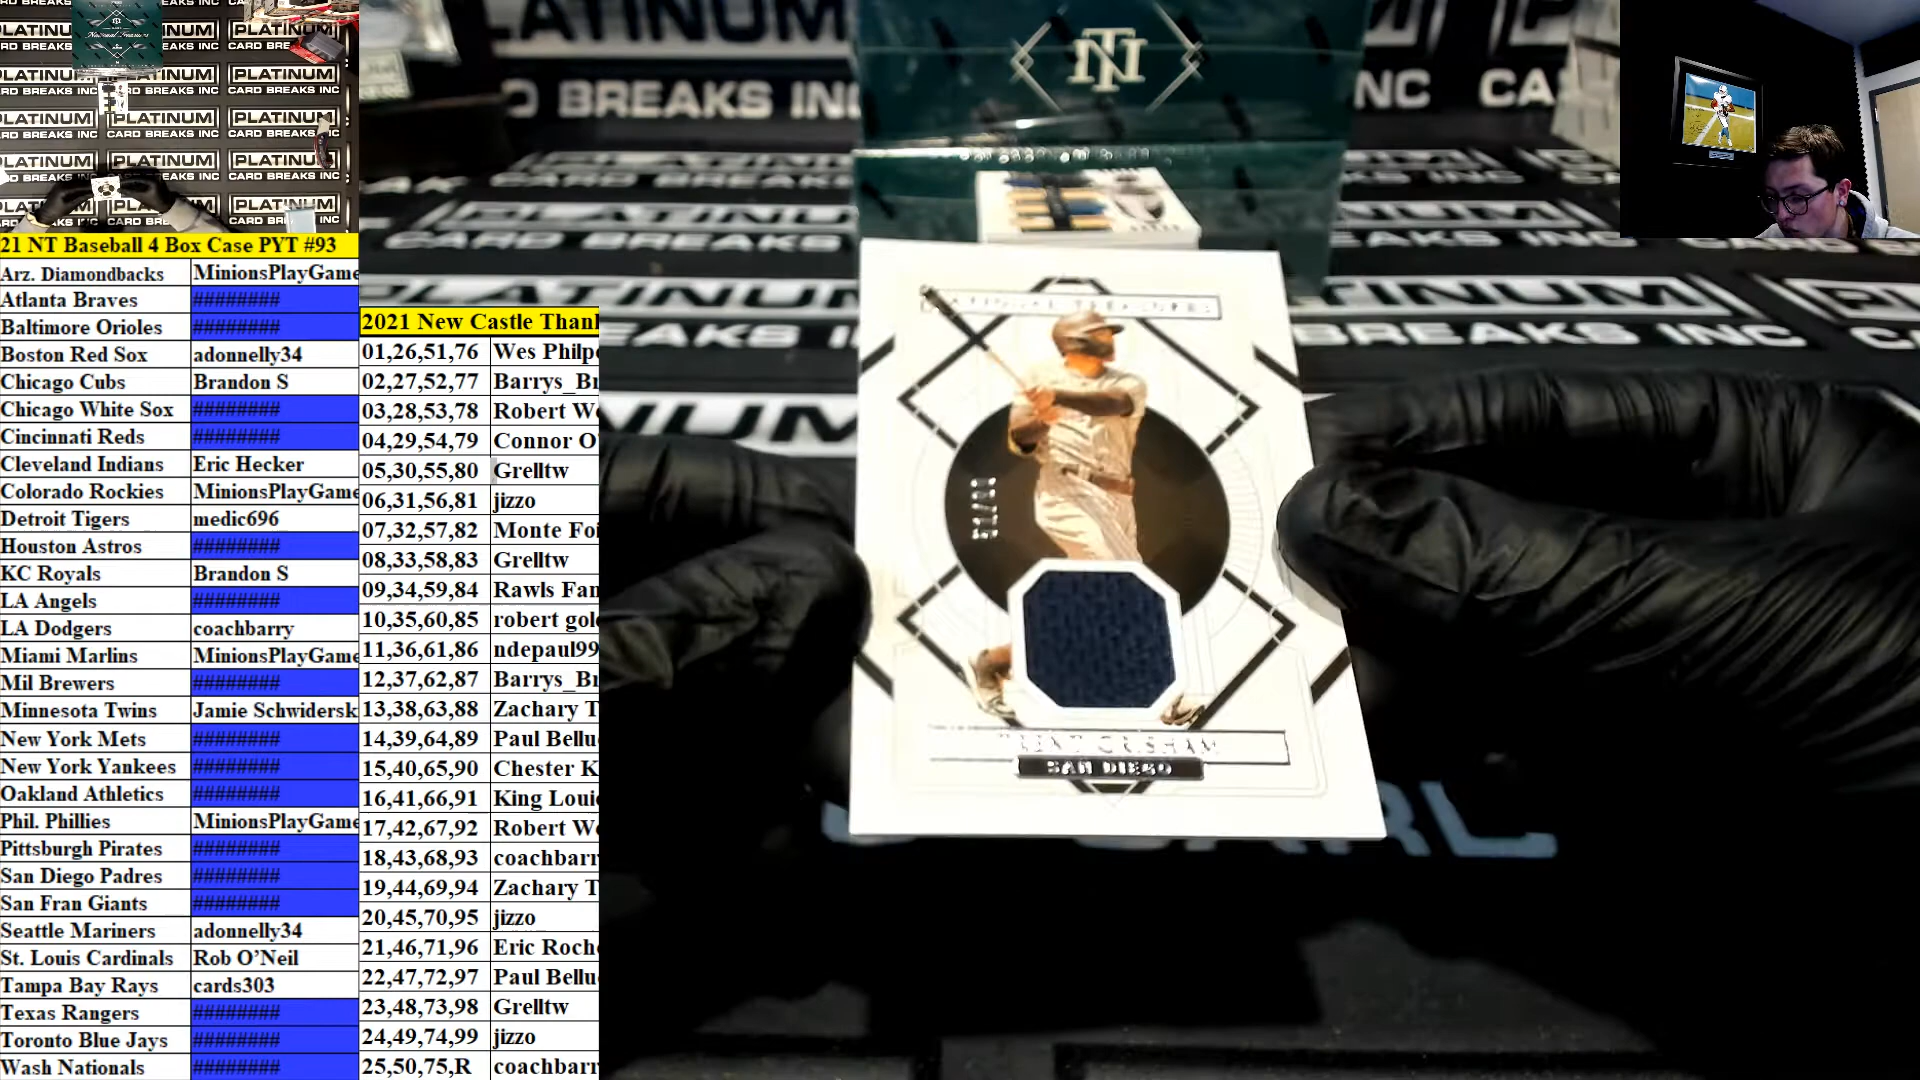 21 NT Baseball 4 Box Case PYT #93
Arz. Diamondbacks MinionsPlayGame
Atlanta Braves ########
Baltimore Orioles ########
Boston Red Sox adonnelly34
Chicago Cubs Brandon S
Chicago White Sox ########
Cincinnati Reds ########
Cleveland Indians Eric Hecker
Colorado Rockies MinionsPlayGame
Detroit Tigers medic696
Houston Astros ########
KC Royals Brandon S
LA Angels ########
LA Dodgers coachbarry
Miami Marlins MinionsPlayGame
Mil Brewers ########
Minnesota Twins Jamie Schwidersk
New York Mets ########
New York Yankees ########
Oakland Athletics ########
Phil. Phillies MinionsPlayGame
Pittsburgh Pirates ########
San Diego Padres ########
San Fran Giants ########
Seattle Mariners adonnelly34
St. Louis Cardinals Rob O’Neil
Tampa Bay Rays cards303
Texas Rangers ########
Toronto Blue Jays ########
Wash Nationals ########
2021 New Castle Thank
01,26,51,76 Wes Philp
02,27,52,77 Barrys_Br
03,28,53,78 Robert W
04,29,54,79 Connor O'
05,30,55,80 Grelltw
06,31,56,81 jizzo
07,32,57,82 Monte Foi
08,33,58,83 Grelltw
09,34,59,84 Rawls Fan
10,35,60,85 robert gol
11,36,61,86 ndepaul99
12,37,62,87 Barrys_Br
13,38,63,88 Zachary T
14,39,64,89 Paul Bellu
15,40,65,90 Chester K
16,41,66,91 King Loui
17,42,67,92 Robert W
18,43,68,93 coachbarr
19,44,69,94 Zachary T
20,45,70,95 jizzo
21,46,71,96 Eric Roch
22,47,72,97 Paul Bellu
23,48,73,98 Grelltw
24,49,74,99 jizzo
25,50,75,R coachbarr
PLATINUM
CARD BREAKS INC
NT
NATIONAL TREASURES
TRENT GRISHAM
SAN DIEGO